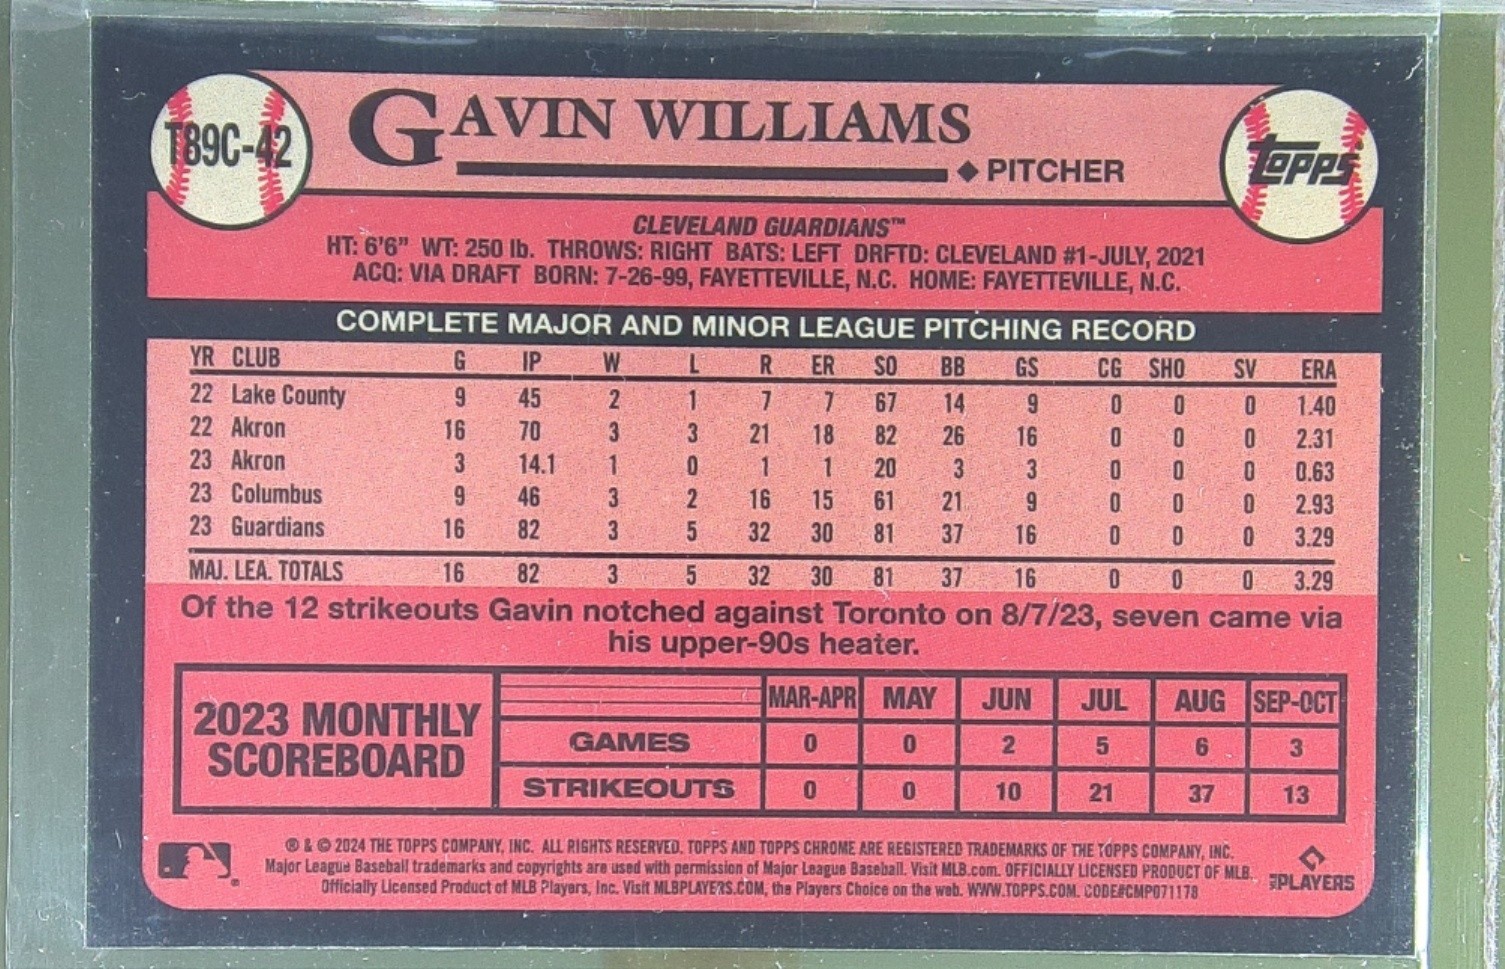 T89C-42
GAVIN WILLIAMS
◆ PITCHER
TOPPS
CLEVELAND GUARDIANS™
HT: 6'6" WT: 250 lb. THROWS: RIGHT BATS: LEFT DRFTD: CLEVELAND #1-JULY, 2021
ACQ: VIA DRAFT BORN: 7-26-99, FAYETTEVILLE, N.C. HOME: FAYETTEVILLE, N.C.
COMPLETE MAJOR AND MINOR LEAGUE PITCHING RECORD
YR CLUB G IP W L R ER SO BB GS CG SHO SV ERA
22 Lake County 9 45 2 1 7 7 67 14 9 0 0 0 1.40
22 Akron 16 70 3 3 21 18 82 26 16 0 0 0 2.31
23 Akron 3 14.1 1 0 1 1 20 3 3 0 0 0 0.63
23 Columbus 9 46 3 2 16 15 61 21 9 0 0 0 2.93
23 Guardians 16 82 3 5 32 30 81 37 16 0 0 0 3.29
MAJ. LEA. TOTALS 16 82 3 5 32 30 81 37 16 0 0 0 3.29
Of the 12 strikeouts Gavin notched against Toronto on 8/7/23, seven came via
his upper-90s heater.
2023 MONTHLY
SCOREBOARD
MAR-APR MAY JUN JUL AUG SEP-OCT
GAMES 0 0 2 5 6 3
STRIKEOUTS 0 0 10 21 37 13
® & © 2024 THE TOPPS COMPANY, INC. ALL RIGHTS RESERVED. TOPPS AND TOPPS CHROME ARE REGISTERED TRADEMARKS OF THE TOPPS COMPANY, INC.
Major League Baseball trademarks and copyrights are used with permission of Major League Baseball. Visit MLB.com. OFFICIALLY LICENSED PRODUCT OF MLB.
Officially Licensed Product of MLB Players, Inc. Visit MLBPLAYERS.COM, the Players Choice on the web. WWW.TOPPS.COM. CODE#CMP071178
MLB PLAYERS